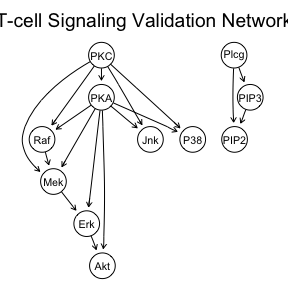 T-cell Signaling Validation Network
PKC
Plcg
PKA
PIP3
Raf
Jnk
P38
PIP2
Mek
Erk
Akt